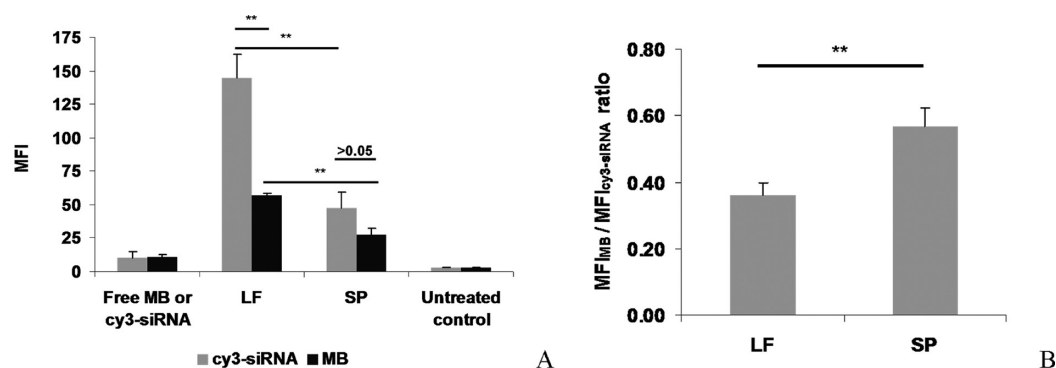 **
**
>0.05
**
175
150
125
100
75
50
25
0
MFI
Free MB or cy3-siRNA
LF
SP
Untreated control
cy3-siRNA
MB
A
**
0.80
0.60
0.40
0.20
0.00
MFIMB / MFIcy3-siRNA ratio
LF
SP
B